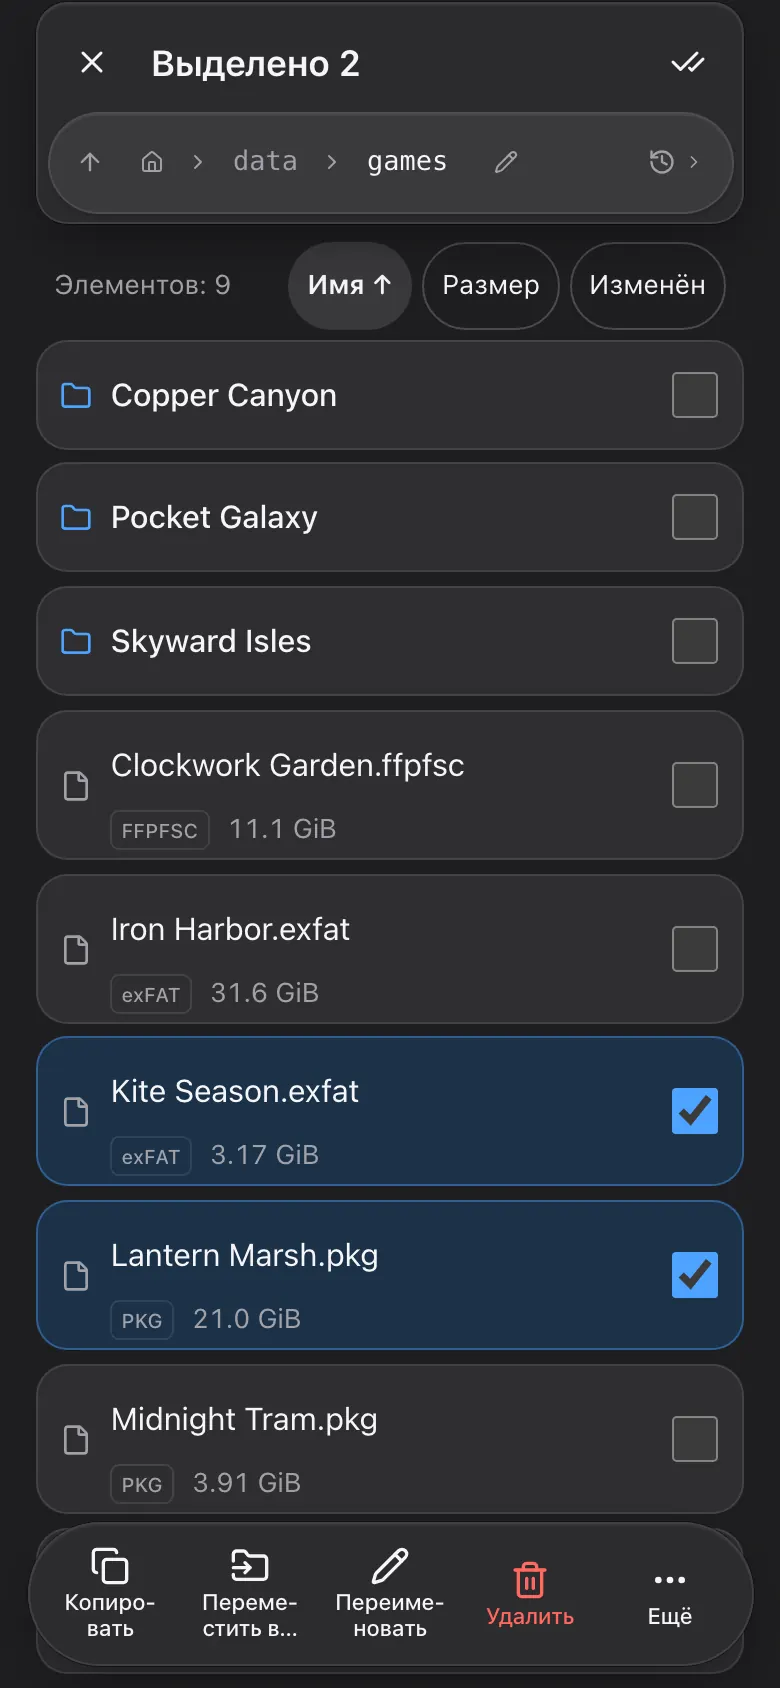 Выделено 2
data > games
Элементов: 9
Имя ↑
Размер
Изменён
Copper Canyon
Pocket Galaxy
Skyward Isles
Clockwork Garden.ffpfsc
FFPFSC 11.1 GiB
Iron Harbor.exfat
exFAT 31.6 GiB
Kite Season.exfat
exFAT 3.17 GiB
Lantern Marsh.pkg
PKG 21.0 GiB
Midnight Tram.pkg
PKG 3.91 GiB
Копиро-
вать
Переме-
стить в...
Переиме-
новать
Удалить
Ещё